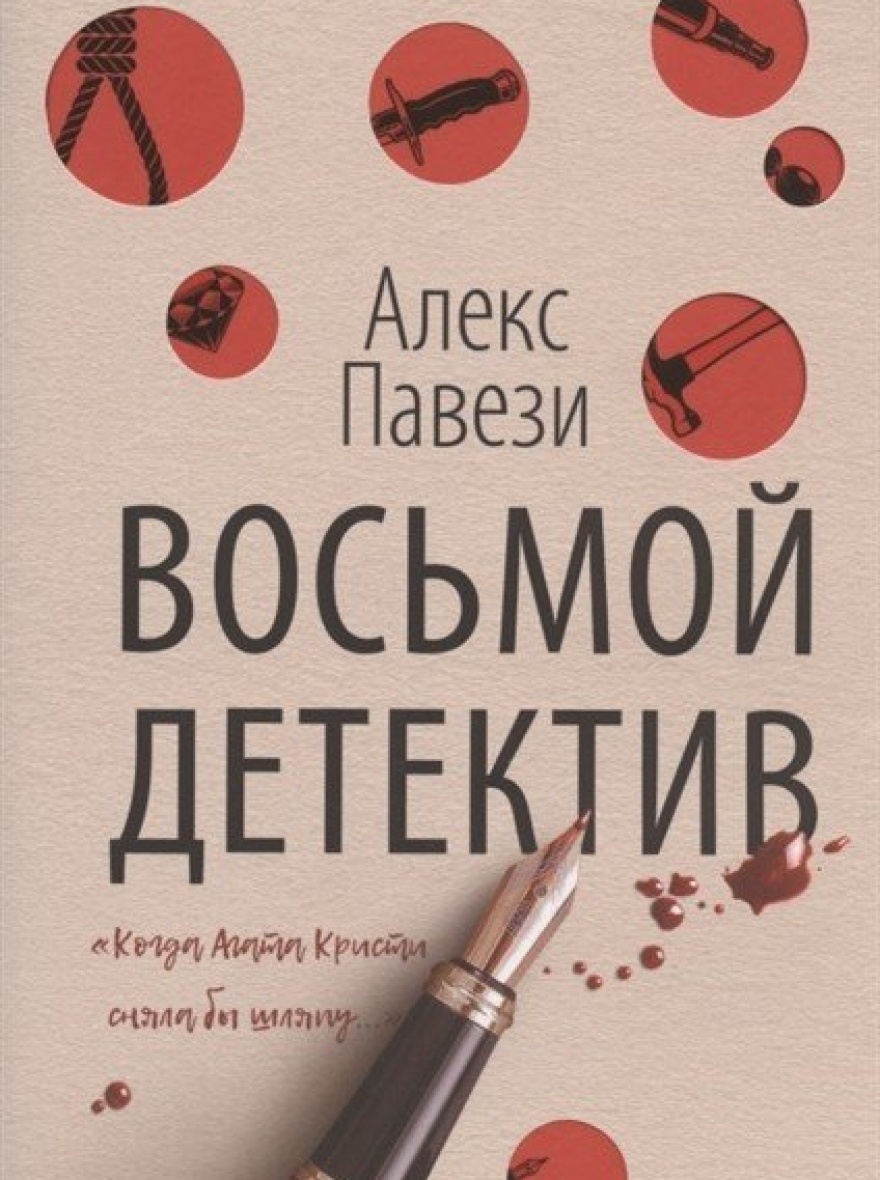 Алекс
Павези
ВОСЬМОЙ
ДЕТЕКТИВ
«Когда Агата Кристи
сняла бы шляпу...»